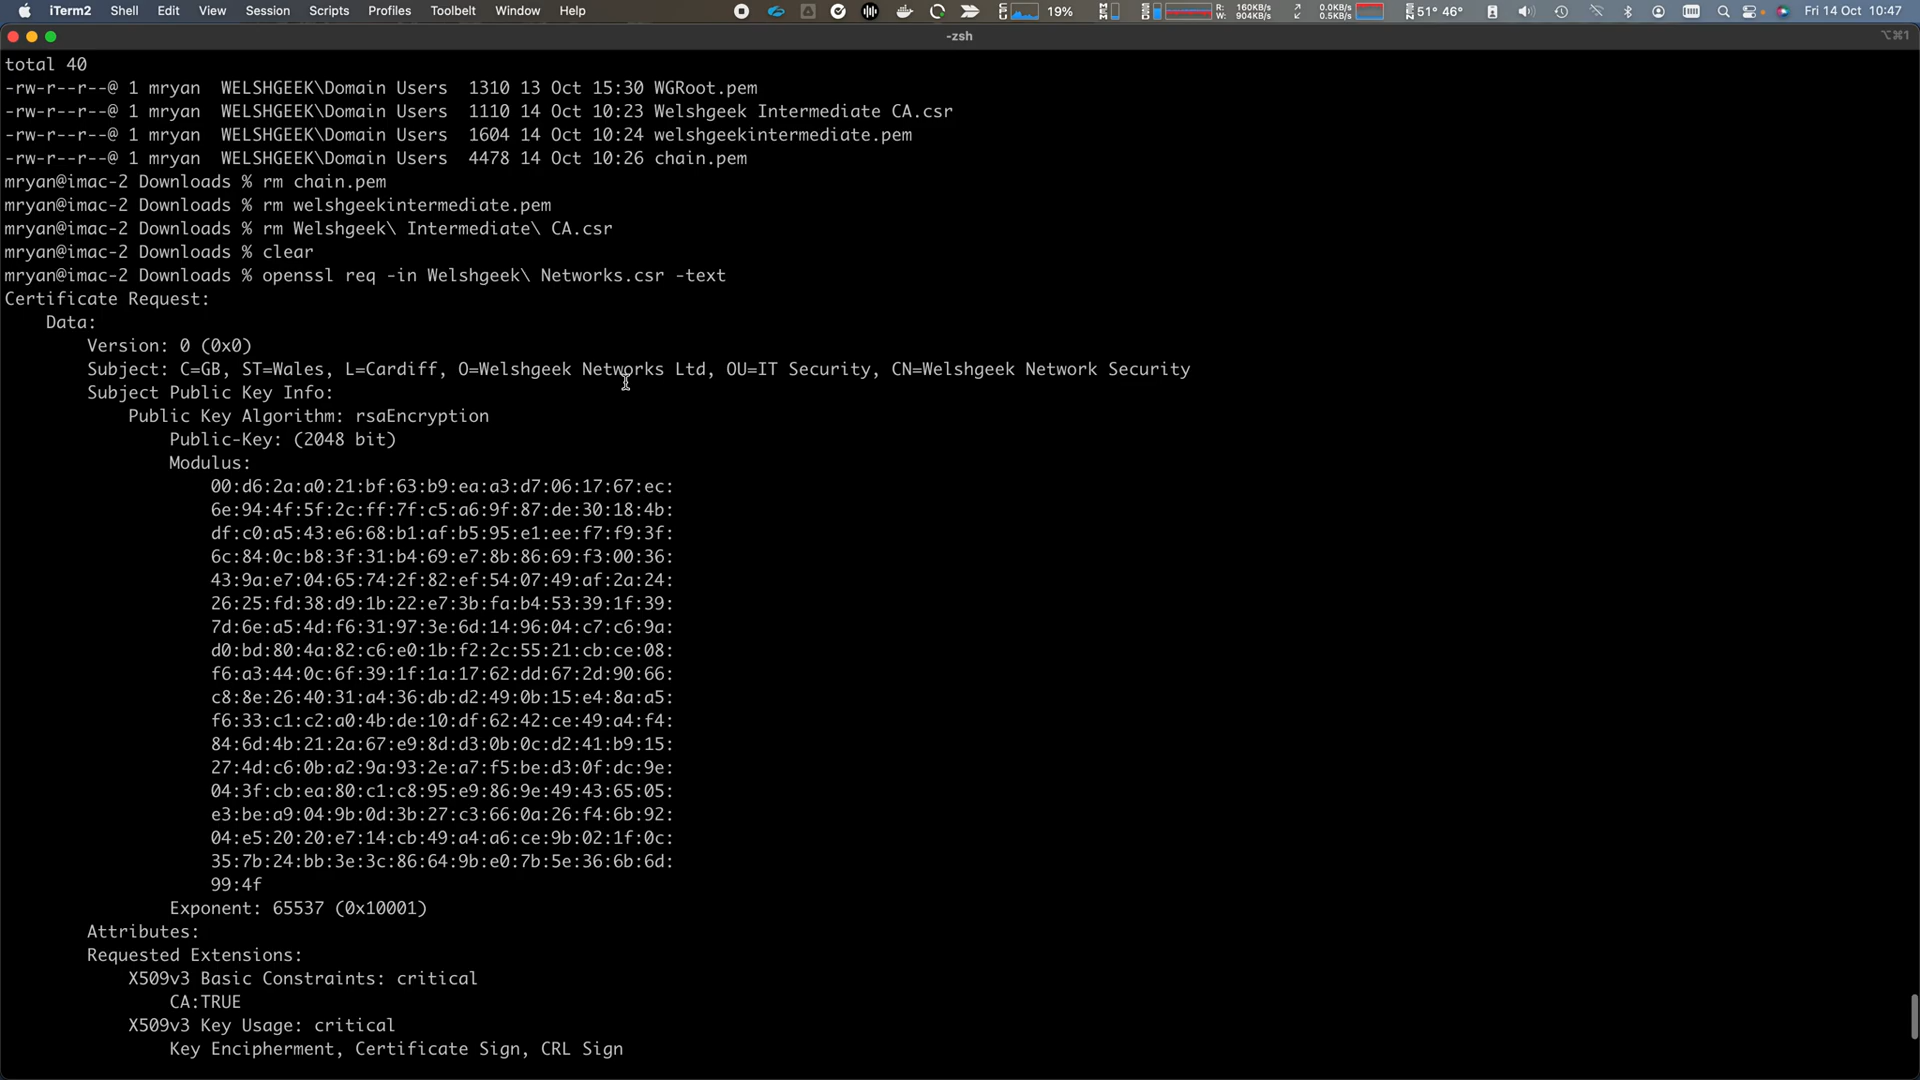 iTerm2 Shell Edit View Session Scripts Profiles Toolbelt Window Help 19% R: 160KB/s W: 904KB/s 0.0KB/s 0.5KB/s 51° 46° Fri 14 Oct 10:47
-zsh ⌥⌘1
total 40
-rw-r--r--@ 1 mryan  WELSHGEEK\Domain Users  1310 13 Oct 15:30 WGRoot.pem
-rw-r--r--@ 1 mryan  WELSHGEEK\Domain Users  1110 14 Oct 10:23 Welshgeek Intermediate CA.csr
-rw-r--r--@ 1 mryan  WELSHGEEK\Domain Users  1604 14 Oct 10:24 welshgeekintermediate.pem
-rw-r--r--@ 1 mryan  WELSHGEEK\Domain Users  4478 14 Oct 10:26 chain.pem
mryan@imac-2 Downloads % rm chain.pem
mryan@imac-2 Downloads % rm welshgeekintermediate.pem
mryan@imac-2 Downloads % rm Welshgeek\ Intermediate\ CA.csr
mryan@imac-2 Downloads % clear
mryan@imac-2 Downloads % openssl req -in Welshgeek\ Networks.csr -text
Certificate Request:
    Data:
        Version: 0 (0x0)
        Subject: C=GB, ST=Wales, L=Cardiff, O=Welshgeek Networks Ltd, OU=IT Security, CN=Welshgeek Network Security
        Subject Public Key Info:
            Public Key Algorithm: rsaEncryption
                Public-Key: (2048 bit)
                Modulus:
                    00:d6:2a:a0:21:bf:63:b9:ea:a3:d7:06:17:67:ec:
                    6e:94:4f:5f:2c:ff:7f:c5:a6:9f:87:de:30:18:4b:
                    df:c0:a5:43:e6:68:b1:af:b5:95:e1:ee:f7:f9:3f:
                    6c:84:0c:b8:3f:31:b4:69:e7:8b:86:69:f3:00:36:
                    43:9a:e7:04:65:74:2f:82:ef:54:07:49:af:2a:24:
                    26:25:fd:38:d9:1b:22:e7:3b:fa:b4:53:39:1f:39:
                    7d:6e:a5:4d:f6:31:97:3e:6d:14:96:04:c7:c6:9a:
                    d0:bd:80:4a:82:c6:e0:1b:f2:2c:55:21:cb:ce:08:
                    f6:a3:44:0c:6f:39:1f:1a:17:62:dd:67:2d:90:66:
                    c8:8e:26:40:31:a4:36:db:d2:49:0b:15:e4:8a:a5:
                    f6:33:c1:c2:a0:4b:de:10:df:62:42:ce:49:a4:f4:
                    84:6d:4b:21:2a:67:e9:8d:d3:0b:0c:d2:41:b9:15:
                    27:4d:c6:0b:a2:9a:93:2e:a7:f5:be:d3:0f:dc:9e:
                    04:3f:cb:ea:80:c1:c8:95:e9:86:9e:49:43:65:05:
                    e3:be:a9:04:9b:0d:3b:27:c3:66:0a:26:f4:6b:92:
                    04:e5:20:20:e7:14:cb:49:a4:a6:ce:9b:02:1f:0c:
                    35:7b:24:bb:3e:3c:86:64:9b:e0:7b:5e:36:6b:6d:
                    99:4f
                Exponent: 65537 (0x10001)
        Attributes:
        Requested Extensions:
            X509v3 Basic Constraints: critical
                CA:TRUE
            X509v3 Key Usage: critical
                Key Encipherment, Certificate Sign, CRL Sign